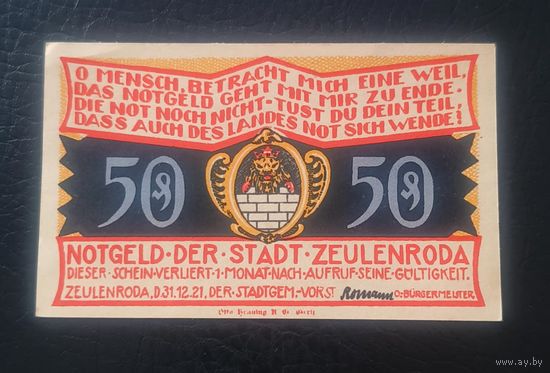 O MENSCH, BETRACHT MICH EINE WEIL,
DAS NOTGELD GEHT MIT MIR ZU ENDE.
DIE NOT NOCH NICHT-TUST DU DEIN TEIL,
DASS AUCH DES LANDES NOT SICH WENDE?
50 50
NOTGELD · DER · STADT · ZEULENRODA
DIESER · SCHEIN · VERLIERT · 1 · MONAT · NACH · AUFRUF · SEINE · GÜLTIGKEIT.
ZEULENRODA, D.31.12.21, DER STADTGEM.-VORST. O.-BÜRGERMEISTER
Otto
www.ay.by